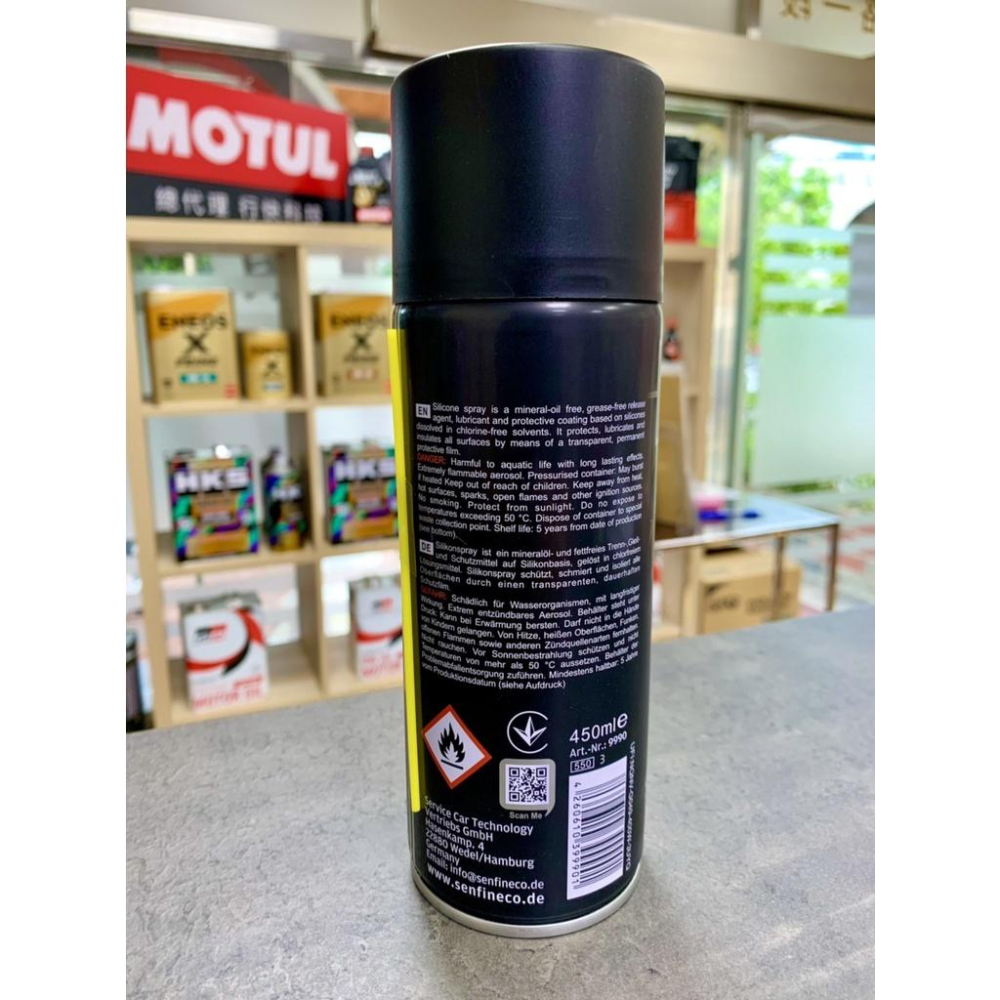 MOTUL
總代理 行快科技
ENEOS
X
PRIME
ENEOS
X
HKS
HKS
MOTOR OIL
EN Silicone spray is a mineral-oil free, grease-free release
agent, lubricant and protective coating based on silicones
dissolved in chlorine-free solvents. It protects, lubricates and
insulates all surfaces by means of a transparent, permanent
protective film.
DANGER: Harmful to aquatic life with long lasting effects.
Extremely flammable aerosol. Pressurised container: May burst
if heated Keep out of reach of children. Keep away from heat,
hot surfaces, sparks, open flames and other ignition sources.
No smoking. Protect from sunlight. Do no expose to
temperatures exceeding 50 °C. Dispose of container to special
waste collection point. Shelf life: 5 years from date of production
(see bottom).
DE Silikonspray ist ein mineralöl- und fettfreies Trenn-,Gleit-
und Schutzmittel auf Silikonbasis, gelöst in chlorfreiem
Lösungsmittel. Silikonspray schützt, schmiert und isoliert alle
Oberflächen durch einen transparenten, dauerhaften
Schutzfilm.
GEFAHR: Schädlich für Wasserorganismen, mit langfristiger
Wirkung. Extrem entzündbares Aerosol. Behälter steht unter
Druck: Kann bei Erwärmung bersten. Darf nicht in die Hände
von Kindern gelangen. Von Hitze, heißen Oberflächen, Funken,
offenen Flammen sowie anderen Zündquellenarten fernhalten.
Nicht rauchen. Vor Sonnenbestrahlung schützen und nicht
Temperaturen von mehr als 50 °C aussetzen. Behälter der
Problemabfallentsorgung zuführen. Mindestens haltbar: 5 Jahre
von Produktionsdatum (siehe Aufdruck)
450ml e
Art.-Nr.: 9990
550 3
Scan Me
4260610399901
Service Car Technology
Vertriebs GmbH
Hasenkamp. 4
22880 Wedel/Hamburg
Germany
Email: info@senfineco.de
www.senfineco.de